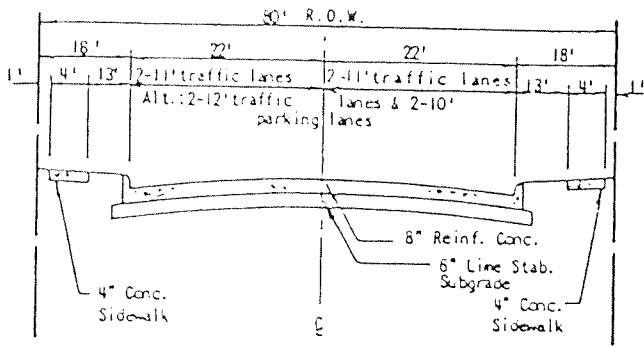 80' R.O.W.
18' 22' 22' 18'
1' 4' 13' 2-11' traffic lanes 2-11' traffic lanes 13' 4' 1'
Alt.: 2-12' traffic lanes & 2-10'
parking lanes
8" Reinf. Conc.
6" Lime Stab.
Subgrade
4" Conc.
Sidewalk
4" Conc.
Sidewalk
℄